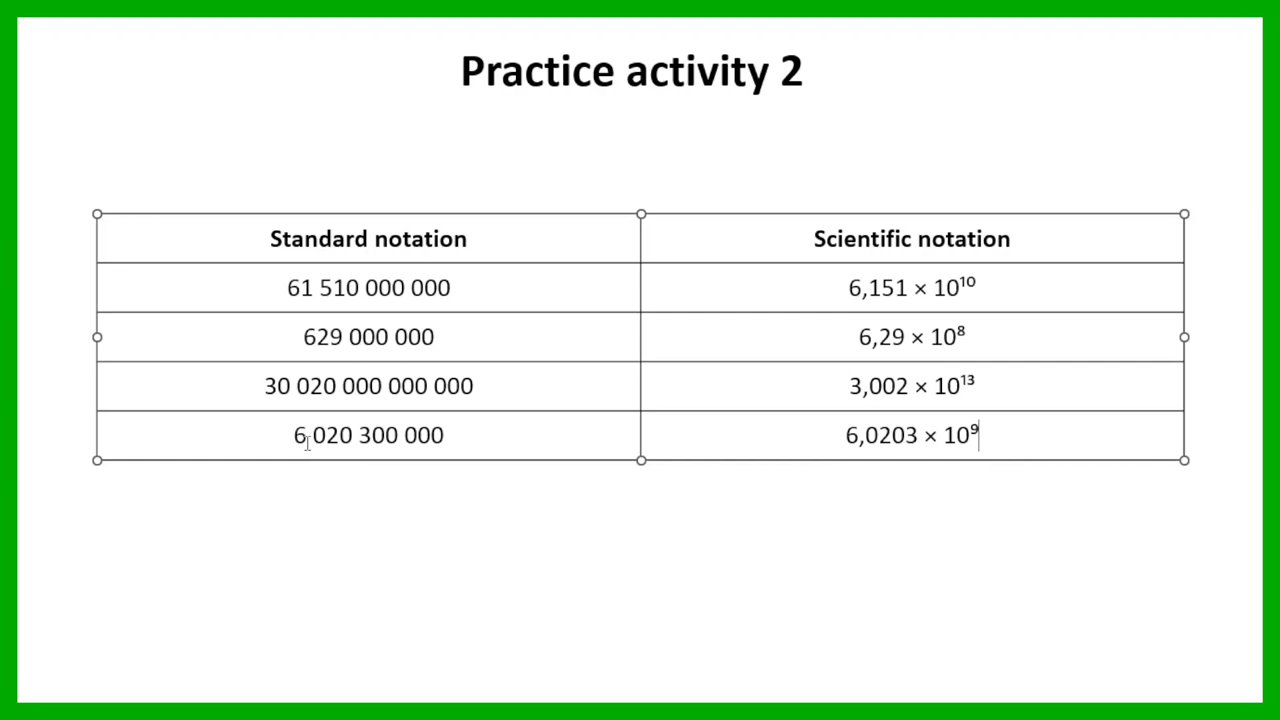 Practice activity 2
Standard notation Scientific notation
61 510 000 000 6,151 × 10¹⁰
629 000 000 6,29 × 10⁸
30 020 000 000 000 3,002 × 10¹³
6 020 300 000 6,0203 × 10⁹